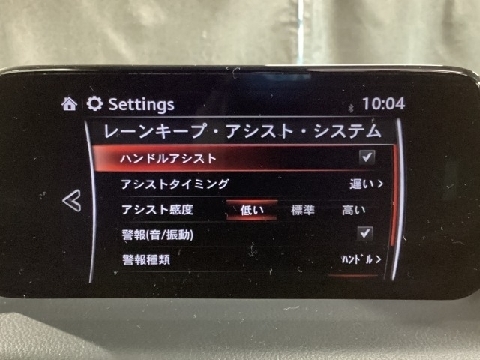 Settings 10:04
レーンキープ・アシスト・システム
ハンドルアシスト
アシストタイミング 遅い
アシスト感度 低い 標準 高い
警報(音/振動)
警報種類 ﾊﾝﾄﾞﾙ